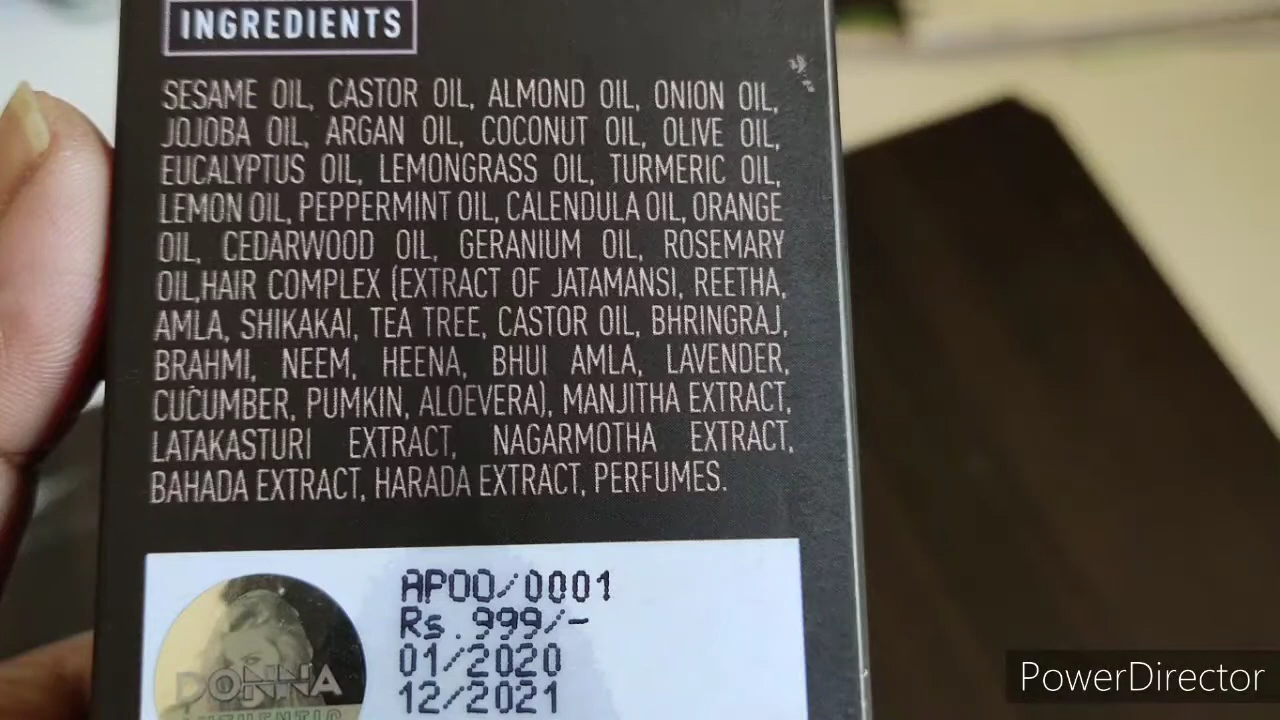 INGREDIENTS
SESAME OIL, CASTOR OIL, ALMOND OIL, ONION OIL,
JOJOBA OIL, ARGAN OIL, COCONUT OIL, OLIVE OIL,
EUCALYPTUS OIL, LEMONGRASS OIL, TURMERIC OIL,
LEMON OIL, PEPPERMINT OIL, CALENDULA OIL, ORANGE
OIL, CEDARWOOD OIL, GERANIUM OIL, ROSEMARY
OIL,HAIR COMPLEX (EXTRACT OF JATAMANSI, REETHA,
AMLA, SHIKAKAI, TEA TREE, CASTOR OIL, BHRINGRAJ,
BRAHMI, NEEM, HEENA, BHUI AMLA, LAVENDER,
CUCUMBER, PUMKIN, ALOEVERA), MANJITHA EXTRACT,
LATAKASTURI EXTRACT, NAGARMOTHA EXTRACT,
BAHADA EXTRACT, HARADA EXTRACT, PERFUMES.
APOO/0001
Rs.999/-
01/2020
12/2021
DONNA
AUTHENTIC
PowerDirector